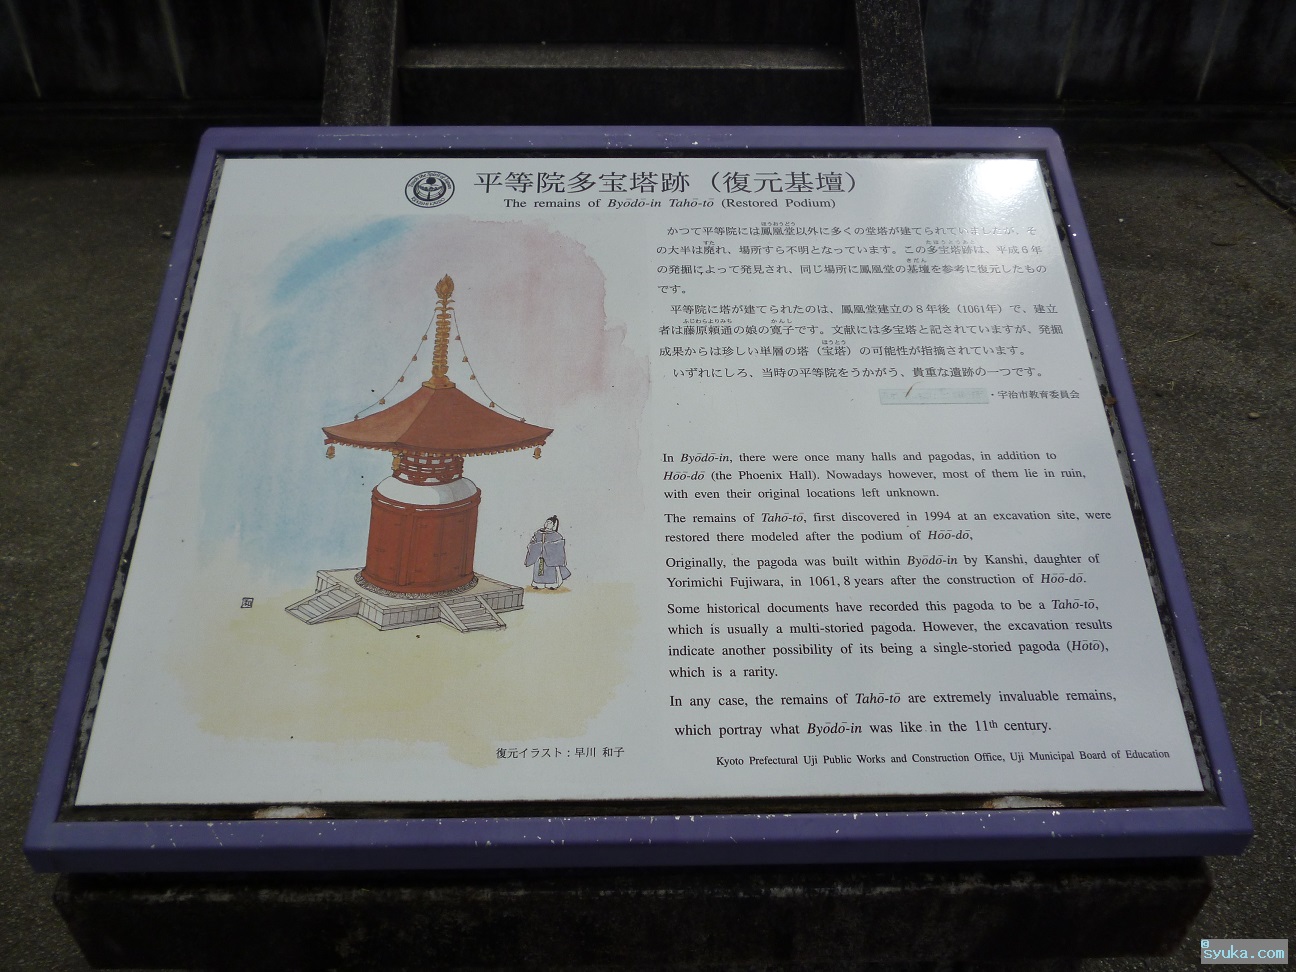 平等院多宝塔跡（復元基壇）
The remains of Byōdō-in Tahō-tō (Restored Podium)
かつて平等院には鳳凰堂以外に多くの堂塔が建てられていましたが、そ
の大半は廃れ、場所すら不明となっています。この多宝塔跡は、平成６年
の発掘によって発見され、同じ場所に鳳凰堂の基壇を参考に復元したもの
です。
平等院に塔が建てられたのは、鳳凰堂建立の８年後（1061年）で、建立
者は藤原頼通の娘の寛子です。文献には多宝塔と記されていますが、発掘
成果からは珍しい単層の塔（宝塔）の可能性が指摘されています。
いずれにしろ、当時の平等院をうかがう、貴重な遺跡の一つです。
・宇治市教育委員会
In Byōdō-in, there were once many halls and pagodas, in addition to
Hōō-dō (the Phoenix Hall). Nowadays however, most of them lie in ruin,
with even their original locations left unknown.
The remains of Tahō-tō, first discovered in 1994 at an excavation site, were
restored there modeled after the podium of Hōō-dō,
Originally, the pagoda was built within Byōdō-in by Kanshi, daughter of
Yorimichi Fujiwara, in 1061, 8 years after the construction of Hōō-dō.
Some historical documents have recorded this pagoda to be a Tahō-tō,
which is usually a multi-storied pagoda. However, the excavation results
indicate another possibility of its being a single-storied pagoda (Hōtō),
which is a rarity.
In any case, the remains of Tahō-tō are extremely invaluable remains,
which portray what Byōdō-in was like in the 11th century.
Kyoto Prefectural Uji Public Works and Construction Office, Uji Municipal Board of Education
復元イラスト：早川 和子
syuka.com